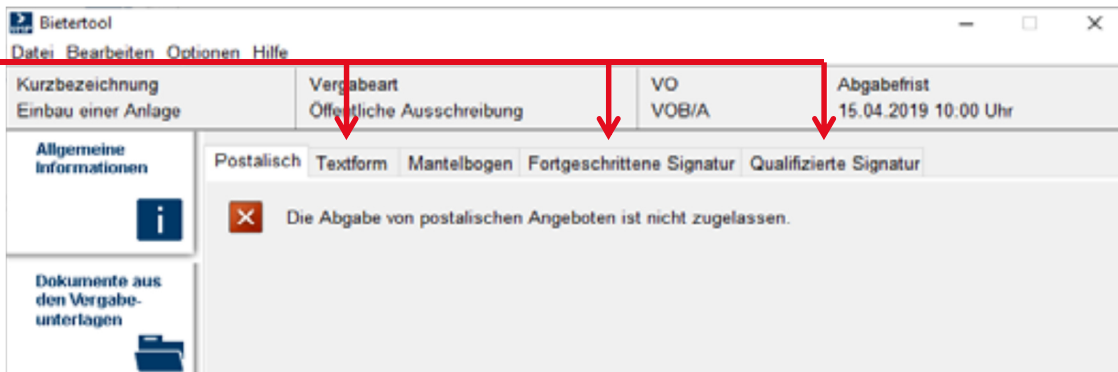 Bietertool
Datei Bearbeiten Optionen Hilfe
Kurzbezeichnung Vergabeart VO Abgabefrist
Einbau einer Anlage Öffentliche Ausschreibung VOB/A 15.04.2019 10:00 Uhr
Allgemeine
Informationen
Postalisch Textform Mantelbogen Fortgeschrittene Signatur Qualifizierte Signatur
i
Die Abgabe von postalischen Angeboten ist nicht zugelassen.
Dokumente aus
den Vergabe-
unterlagen